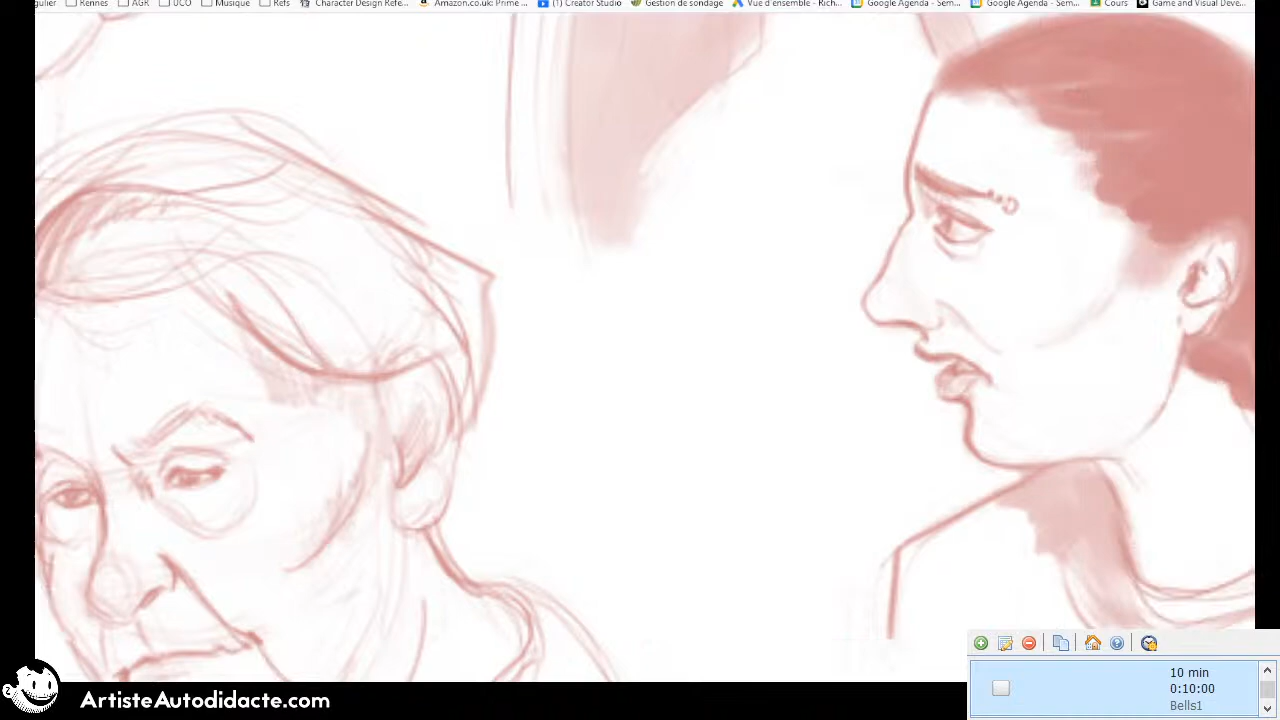 gulier Rennes AGR UCO Musique Refs Character Design Refe... Amazon.co.uk: Prime ... (1) Creator Studio Gestion de sondage Vue d'ensemble - Rich... Google Agenda - Sem... Google Agenda - Sem... Cours Game and Visual Deve...
10 min
0:10:00
Bells1
ArtisteAutodidacte.com